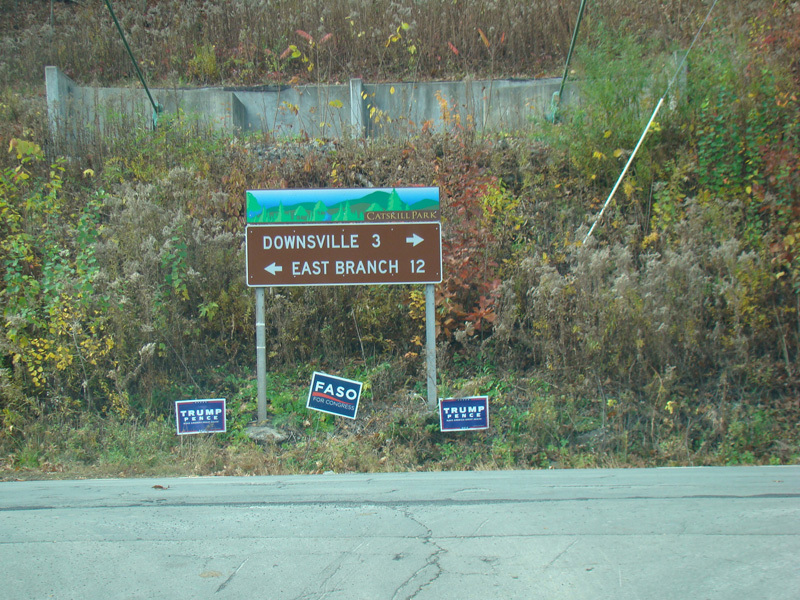 CATSKILL PARK
DOWNSVILLE 3
EAST BRANCH 12
TRUMP
PENCE
FASO
FOR CONGRESS
TRUMP
PENCE